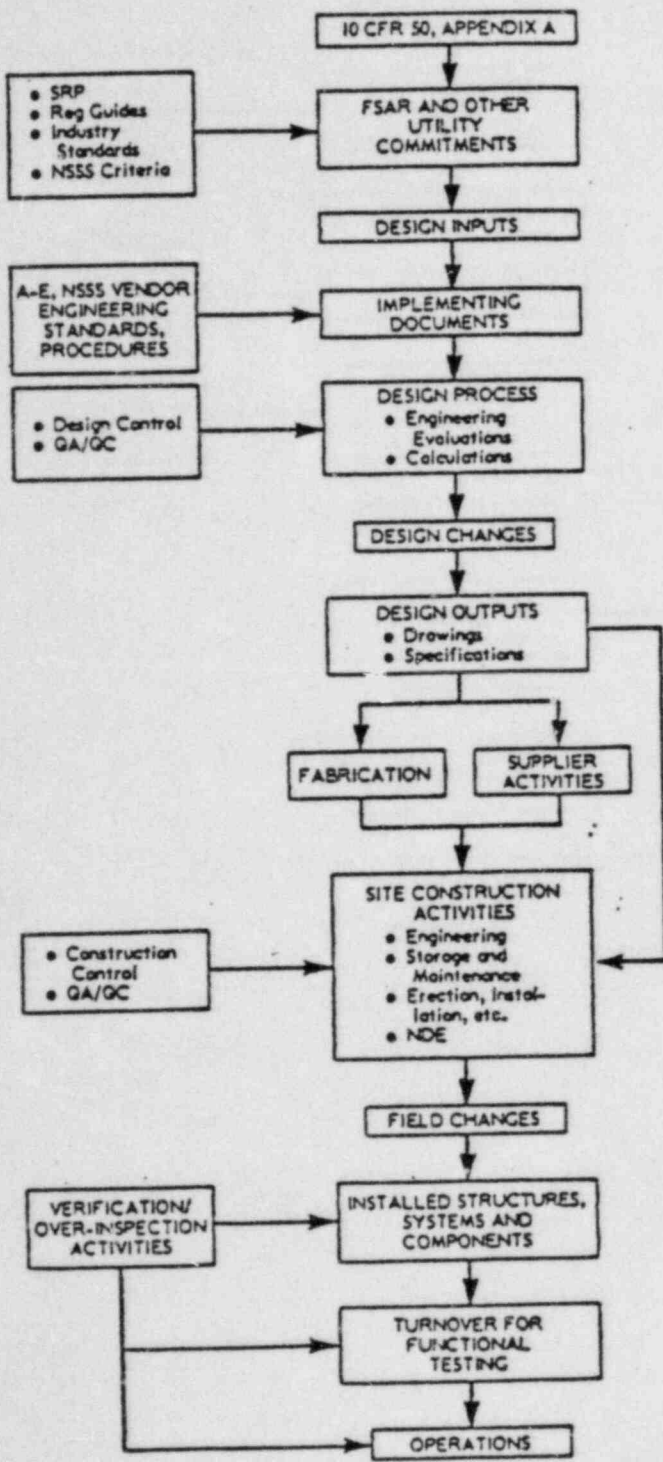 10 CFR 50, APPENDIX A
• SRP
• Reg Guides
• Industry
Standards
• NSSS Criteria
FSAR AND OTHER
UTILITY
COMMITMENTS
DESIGN INPUTS
A-E, NSSS VENDOR
ENGINEERING
STANDARDS,
PROCEDURES
IMPLEMENTING
DOCUMENTS
• Design Control
• QA/QC
DESIGN PROCESS
• Engineering
Evaluations
• Calculations
DESIGN CHANGES
DESIGN OUTPUTS
• Drawings
• Specifications
FABRICATION
SUPPLIER
ACTIVITIES
• Construction
Control
• QA/QC
SITE CONSTRUCTION
ACTIVITIES
• Engineering
• Storage and
Maintenance
• Erection, Instal-
lation, etc.
• NDE
FIELD CHANGES
VERIFICATION/
OVER-INSPECTION
ACTIVITIES
INSTALLED STRUCTURES,
SYSTEMS AND
COMPONENTS
TURNOVER FOR
FUNCTIONAL
TESTING
OPERATIONS